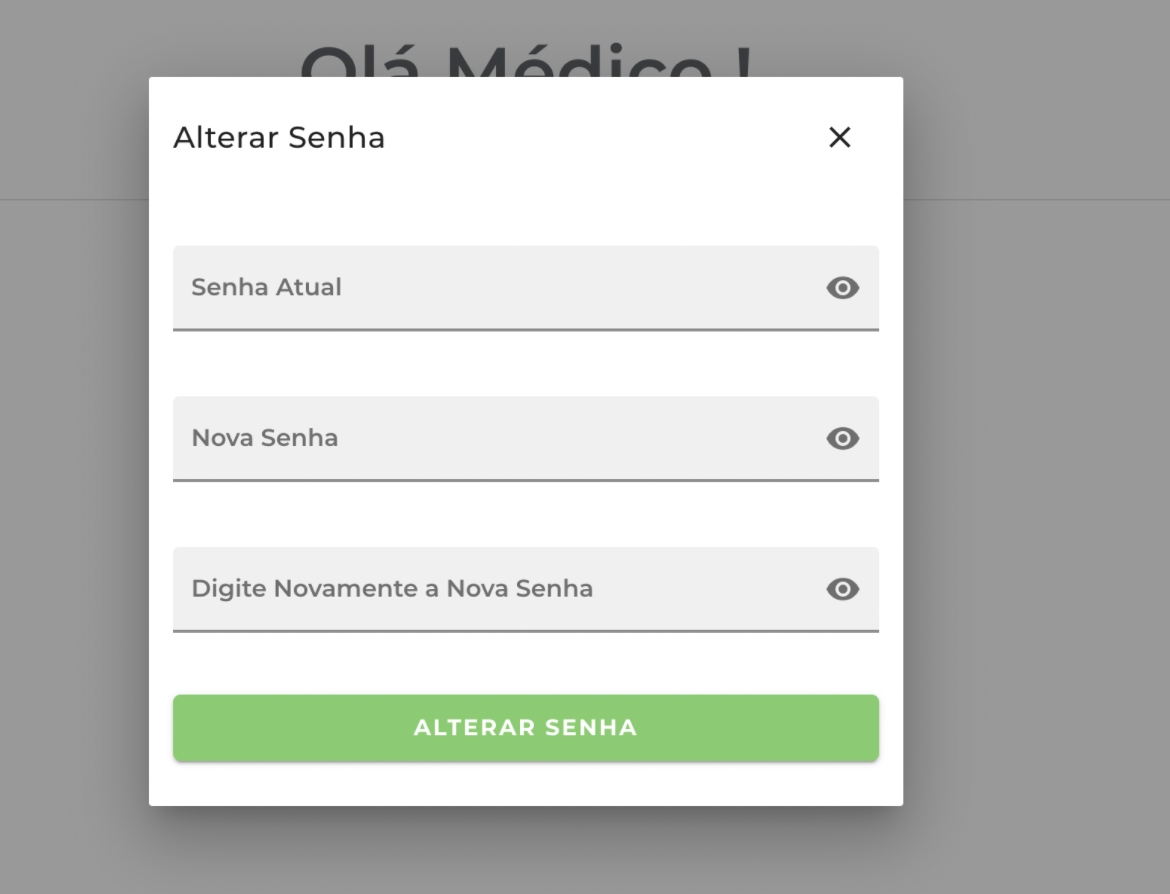 Olá Médico !
Alterar Senha
Senha Atual
Nova Senha
Digite Novamente a Nova Senha
ALTERAR SENHA